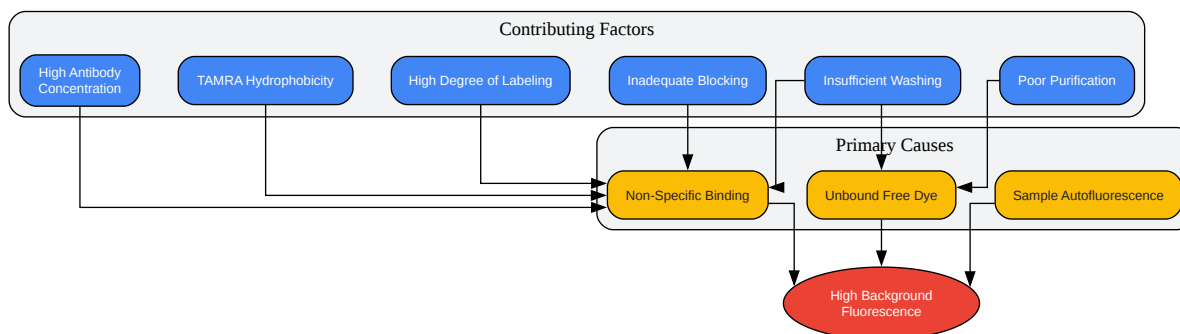 Contributing Factors
High Antibody
Concentration
TAMRA Hydrophobicity
High Degree of Labeling
Inadequate Blocking
Insufficient Washing
Poor Purification
Primary Causes
Non-Specific Binding
Unbound Free Dye
Sample Autofluorescence
High Background
Fluorescence